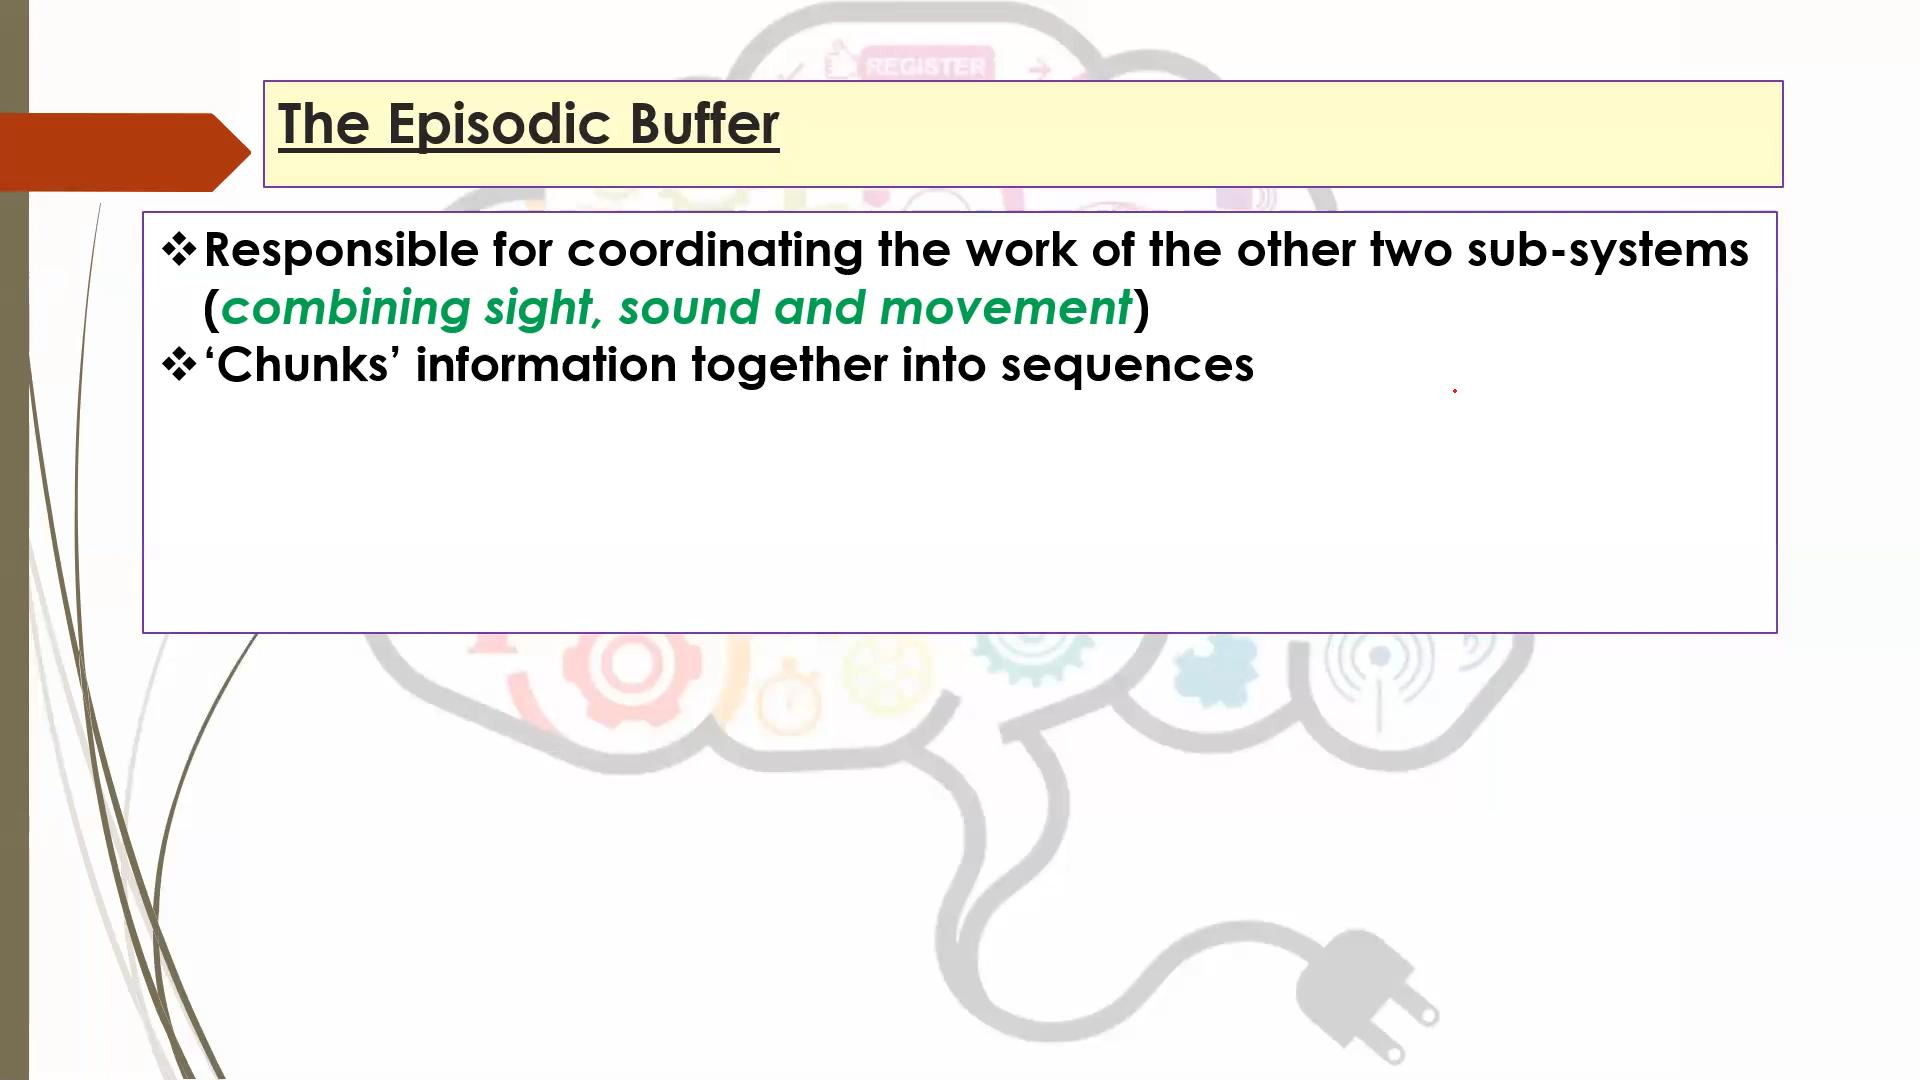 REGISTER
The Episodic Buffer
❖Responsible for coordinating the work of the other two sub-systems
(combining sight, sound and movement)
❖‘Chunks’ information together into sequences